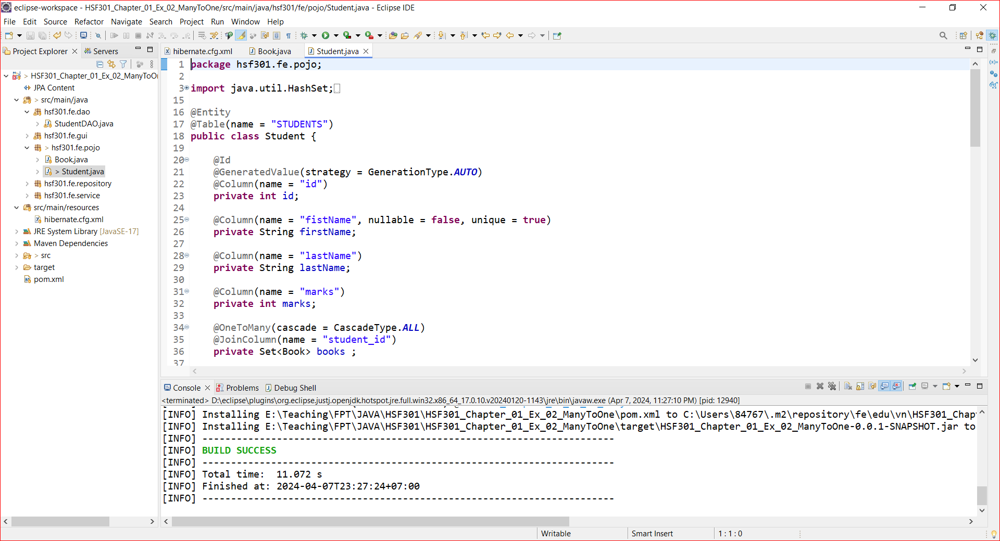 eclipse-workspace - HSF301_Chapter_01_Ex_02_ManyToOne/src/main/java/hsf301/fe/pojo/Student.java - Eclipse IDE
File Edit Source Refactor Navigate Search Project Run Window Help
Project Explorer Servers
hibernate.cfg.xml Book.java Student.java
> HSF301_Chapter_01_Ex_02_ManyToOn
JPA Content
> src/main/java
hsf301.fe.dao
StudentDAO.java
hsf301.fe.gui
> hsf301.fe.pojo
Book.java
> Student.java
hsf301.fe.repository
hsf301.fe.service
src/main/resources
hibernate.cfg.xml
JRE System Library [JavaSE-17]
Maven Dependencies
> src
target
pom.xml
1 package hsf301.fe.pojo;
2
3 import java.util.HashSet;
15
16 @Entity
17 @Table(name = "STUDENTS")
18 public class Student {
19
20 @Id
21 @GeneratedValue(strategy = GenerationType.AUTO)
22 @Column(name = "id")
23 private int id;
24
25 @Column(name = "fistName", nullable = false, unique = true)
26 private String firstName;
27
28 @Column(name = "lastName")
29 private String lastName;
30
31 @Column(name = "marks")
32 private int marks;
33
34 @OneToMany(cascade = CascadeType.ALL)
35 @JoinColumn(name = "student_id")
36 private Set<Book> books ;
37
Console Problems Debug Shell
<terminated> D:\eclipse\plugins\org.eclipse.justj.openjdk.hotspot.jre.full.win32.x86_64_17.0.10.v20240120-1143\jre\bin\javaw.exe (Apr 7, 2024, 11:27:10 PM) [pid: 12940]
[INFO] Installing E:\Teaching\FPT\JAVA\HSF301\HSF301_Chapter_01_Ex_02_ManyToOne\pom.xml to C:\Users\84767\.m2\repository\fe\edu\vn\HSF301_Chap
[INFO] Installing E:\Teaching\FPT\JAVA\HSF301\HSF301_Chapter_01_Ex_02_ManyToOne\target\HSF301_Chapter_01_Ex_02_ManyToOne-0.0.1-SNAPSHOT.jar to
[INFO] ------------------------------------------------------------------------
[INFO] BUILD SUCCESS
[INFO] ------------------------------------------------------------------------
[INFO] Total time:  11.072 s
[INFO] Finished at: 2024-04-07T23:27:24+07:00
[INFO] ------------------------------------------------------------------------
Writable Smart Insert 1 : 1 : 0